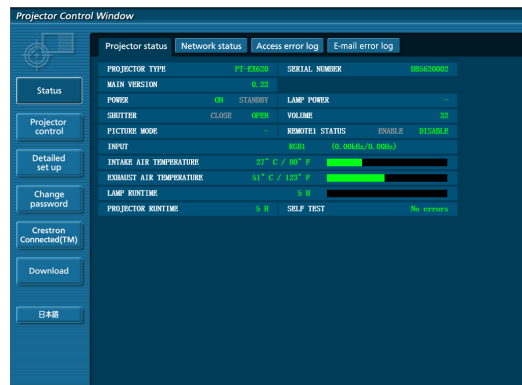 Projector Control Window
Projector status Network status Access error log E-mail error log
PROJECTOR TYPE PT-EX620 SERIAL NUMBER DB5620002
MAIN VERSION 0.22
POWER ON STANDBY LAMP POWER -
SHUTTER CLOSE OPEN VOLUME 32
PICTURE MODE - REMOTE1 STATUS ENABLE DISABLE
INPUT RGB1 (0.00kHz/0.00Hz)
INTAKE AIR TEMPERATURE 27° C / 80° F
EXHAUST AIR TEMPERATURE 51° C / 123° F
LAMP RUNTIME 5 H
PROJECTOR RUNTIME 5 H SELF TEST No errors
Status
Projector
control
Detailed
set up
Change
password
Crestron
Connected(TM)
Download
日本語